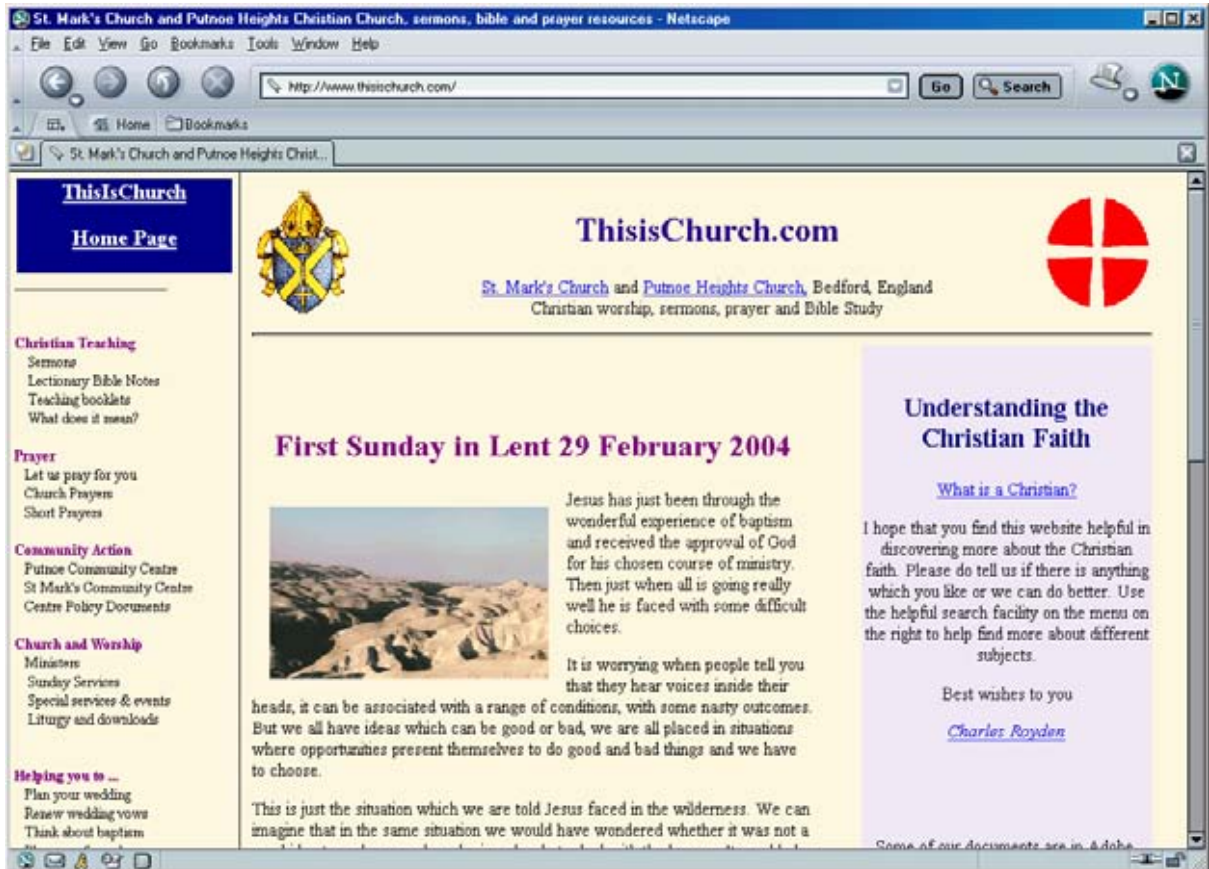 St. Mark's Church and Putnoe Heights Christian Church, sermons, bible and prayer resources - Netscape
File Edit View Go Bookmarks Tools Window Help
http://www.thisischurch.com/
Go
Search
N
Home
Bookmarks
St. Mark's Church and Putnoe Heights Christ...
ThisIsChurch
Home Page
Christian Teaching
Sermons
Lectionary Bible Notes
Teaching booklets
What does it mean?
Prayer
Let us pray for you
Church Prayers
Short Prayers
Community Action
Putnoe Community Centre
St Mark's Community Centre
Centre Policy Documents
Church and Worship
Ministers
Sunday Services
Special services & events
Liturgy and downloads
Helping you to ...
Plan your wedding
Renew wedding vows
Think about baptism
ThisisChurch.com
St. Mark's Church and Putnoe Heights Church, Bedford, England
Christian worship, sermons, prayer and Bible Study
First Sunday in Lent 29 February 2004
Jesus has just been through the
wonderful experience of baptism
and received the approval of God
for his chosen course of ministry.
Then just when all is going really
well he is faced with some difficult
choices.
It is worrying when people tell you
that they hear voices inside their
heads, it can be associated with a range of conditions, with some nasty outcomes.
But we all have ideas which can be good or bad, we are all placed in situations
where opportunities present themselves to do good and bad things and we have
to choose.
This is just the situation which we are told Jesus faced in the wilderness. We can
imagine that in the same situation we would have wondered whether it was not a
Understanding the
Christian Faith
What is a Christian?
I hope that you find this website helpful in
discovering more about the Christian
faith. Please do tell us if there is anything
which you like or we can do better. Use
the helpful search facility on the menu on
the right to help find more about different
subjects.
Best wishes to you
Charles Royden
Some of our documents are in Adobe